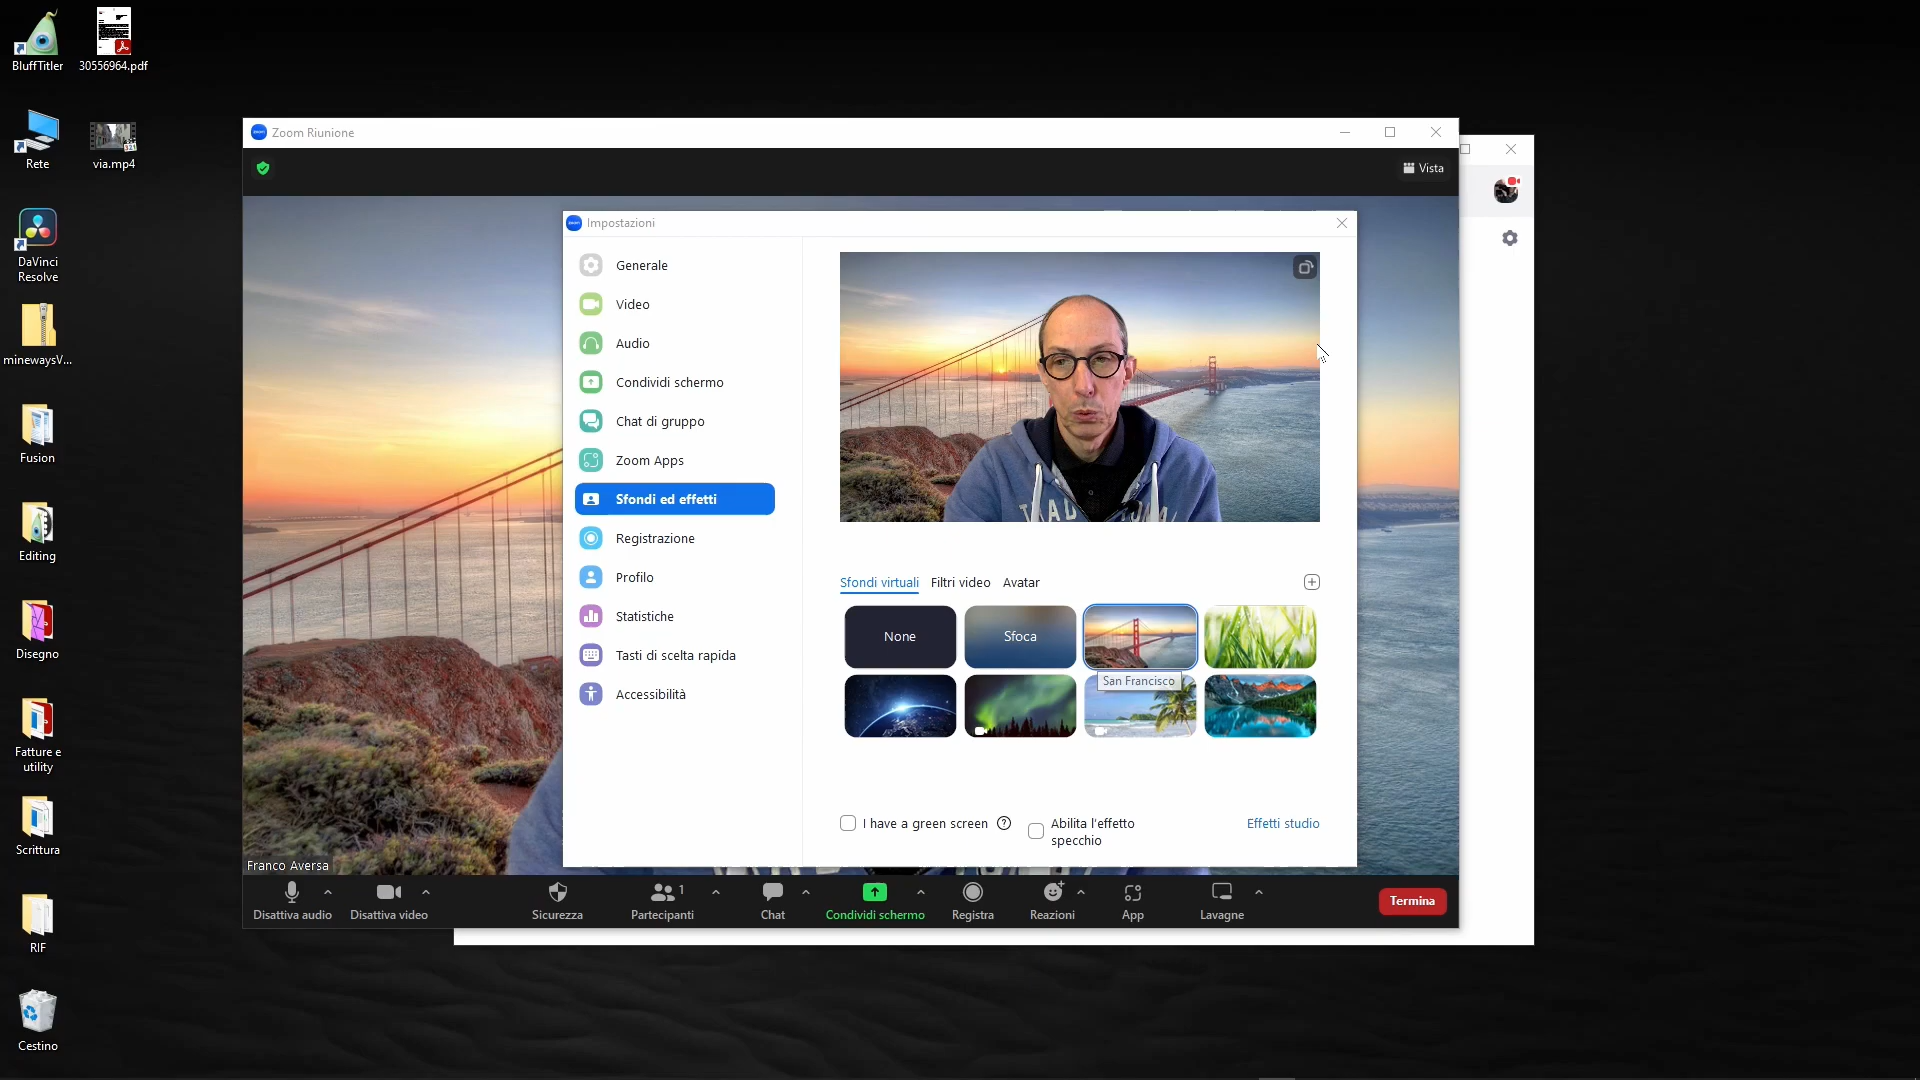 BluffTitler
30556964.pdf
Rete
via.mp4
DaVinci
Resolve
minewaysV...
Fusion
Editing
Disegno
Fatture e
utility
Scrittura
RIF
Cestino
Zoom Riunione
Vista
Impostazioni
Generale
Video
Audio
Condividi schermo
Chat di gruppo
Zoom Apps
Sfondi ed effetti
Registrazione
Profilo
Statistiche
Tasti di scelta rapida
Accessibilità
Sfondi virtuali
Filtri video
Avatar
None
Sfoca
San Francisco
I have a green screen
Abilita l'effetto
specchio
Effetti studio
Franco Aversa
Disattiva audio
Disattiva video
Sicurezza
1
Partecipanti
Chat
Condividi schermo
Registra
Reazioni
App
Lavagne
Termina